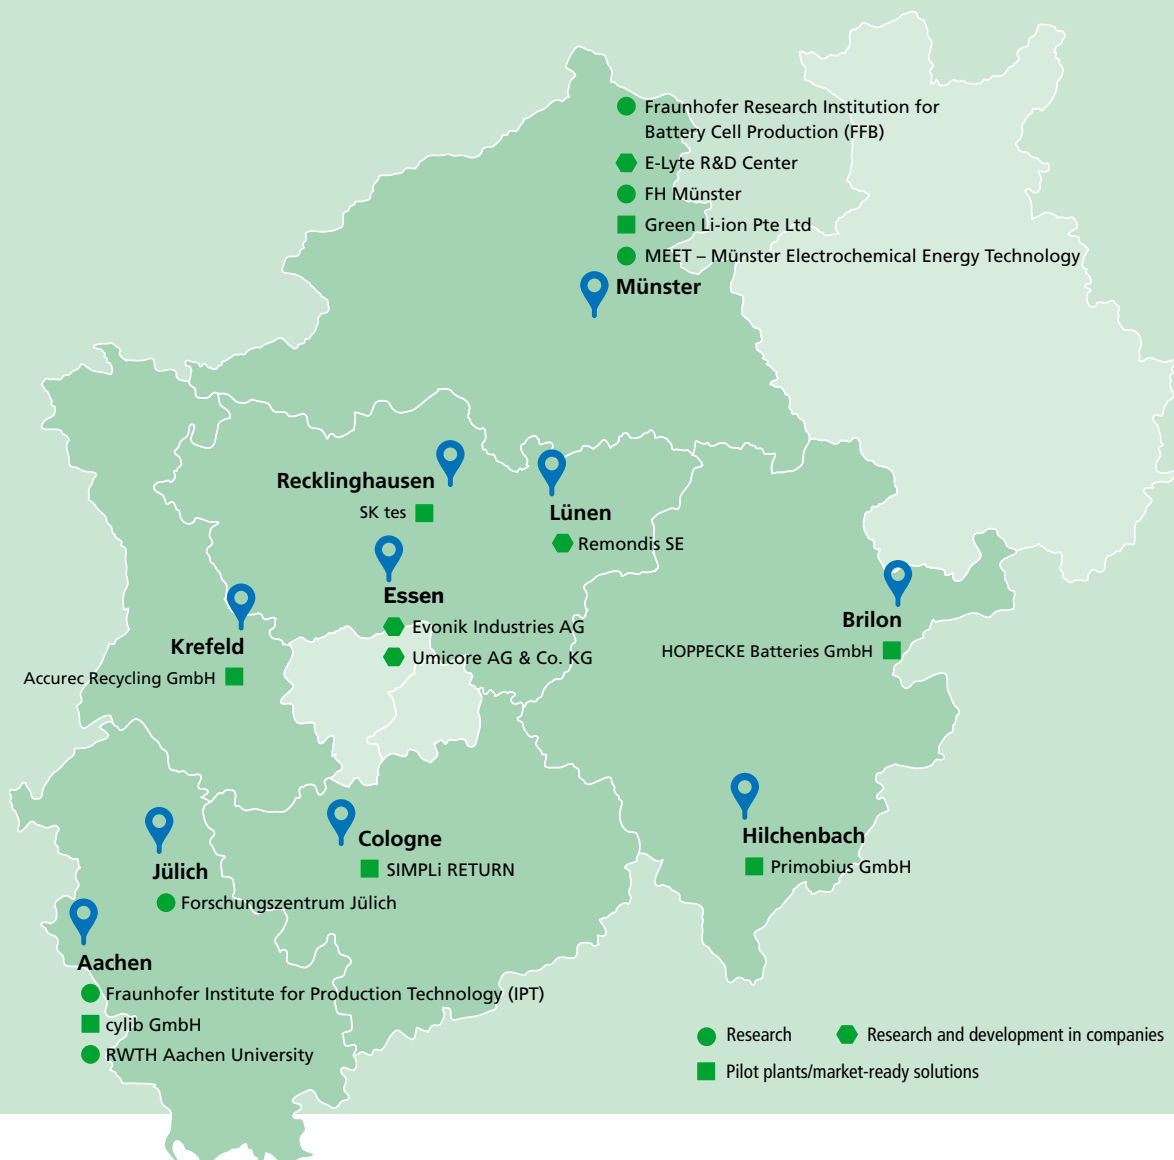 Fraunhofer Research Institution for
Battery Cell Production (FFB)
E-Lyte R&D Center
FH Münster
Green Li-ion Pte Ltd
MEET – Münster Electrochemical Energy Technology
Münster
Recklinghausen
SK tes
Lünen
Remondis SE
Essen
Evonik Industries AG
Umicore AG & Co. KG
Krefeld
Accurec Recycling GmbH
Brilon
HOPPECKE Batteries GmbH
Hilchenbach
Primobius GmbH
Cologne
SIMPLi RETURN
Jülich
Forschungszentrum Jülich
Aachen
Fraunhofer Institute for Production Technology (IPT)
cylib GmbH
RWTH Aachen University
Research
Research and development in companies
Pilot plants/market-ready solutions